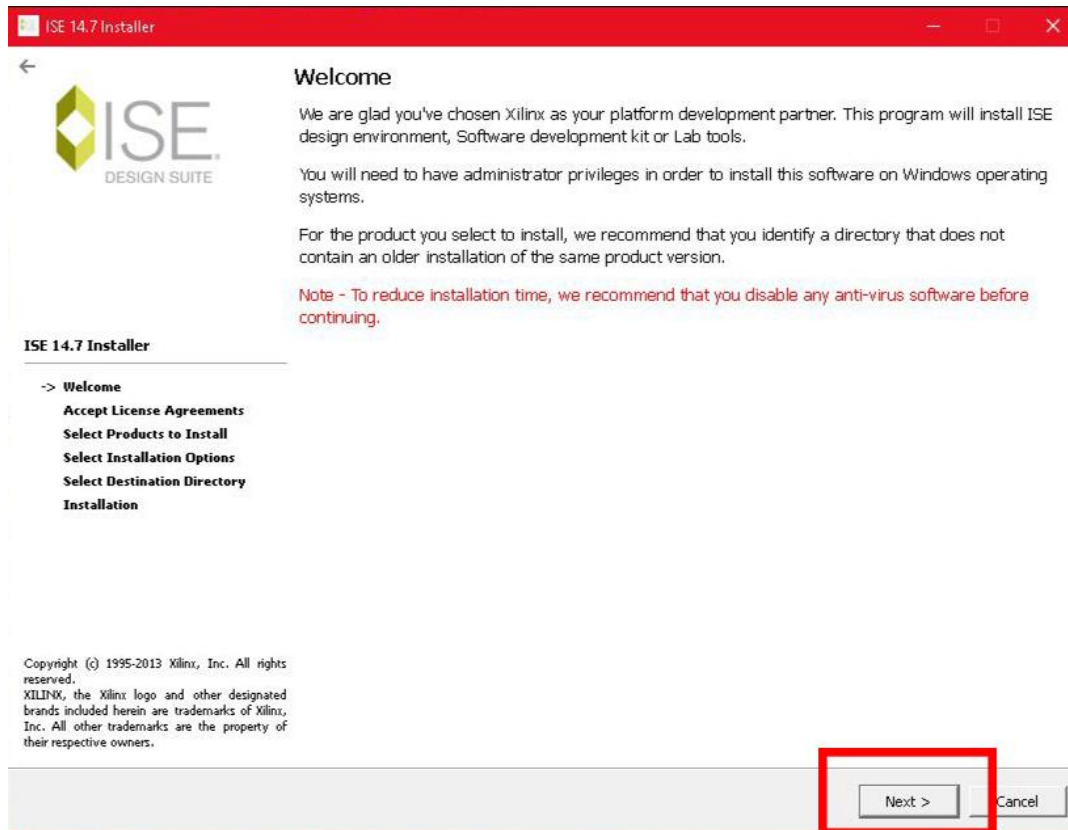 ISE 14.7 Installer
ISE
DESIGN SUITE
Welcome
We are glad you've chosen Xilinx as your platform development partner. This program will install ISE
design environment, Software development kit or Lab tools.
You will need to have administrator privileges in order to install this software on Windows operating
systems.
For the product you select to install, we recommend that you identify a directory that does not
contain an older installation of the same product version.
Note - To reduce installation time, we recommend that you disable any anti-virus software before
continuing.
ISE 14.7 Installer
-> Welcome
Accept License Agreements
Select Products to Install
Select Installation Options
Select Destination Directory
Installation
Copyright (c) 1995-2013 Xilinx, Inc. All rights
reserved.
XILINX, the Xilinx logo and other designated
brands included herein are trademarks of Xilinx,
Inc. All other trademarks are the property of
their respective owners.
Next >
Cancel